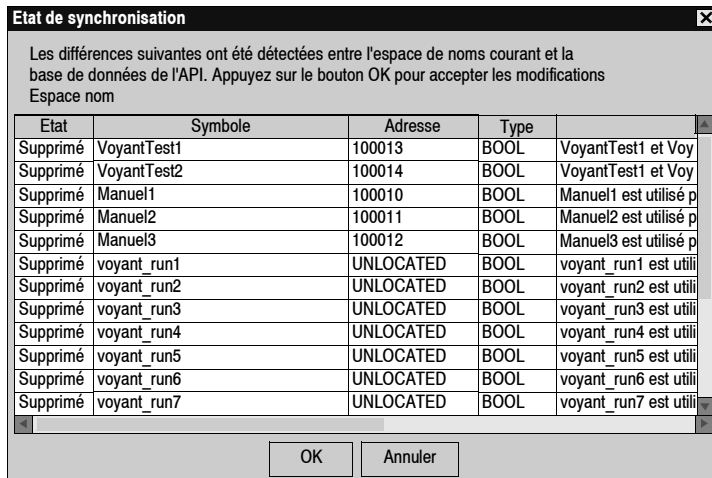 Etat de synchronisation
Les différences suivantes ont été détectées entre l'espace de noms courant et la
base de données de l'API. Appuyez sur le bouton OK pour accepter les modifications
Espace nom
Etat Symbole Adresse Type
Supprimé VoyantTest1 100013 BOOL VoyantTest1 et Voy
Supprimé VoyantTest2 100014 BOOL VoyantTest1 et Voy
Supprimé Manuel1 100010 BOOL Manuel1 est utilisé p
Supprimé Manuel2 100011 BOOL Manuel2 est utilisé p
Supprimé Manuel3 100012 BOOL Manuel3 est utilisé p
Supprimé voyant_run1 UNLOCATED BOOL voyant_run1 est utili
Supprimé voyant_run2 UNLOCATED BOOL voyant_run2 est utili
Supprimé voyant_run3 UNLOCATED BOOL voyant_run3 est utili
Supprimé voyant_run4 UNLOCATED BOOL voyant_run4 est utili
Supprimé voyant_run5 UNLOCATED BOOL voyant_run5 est utili
Supprimé voyant_run6 UNLOCATED BOOL voyant_run6 est utili
Supprimé voyant_run7 UNLOCATED BOOL voyant_run7 est utili
OK Annuler